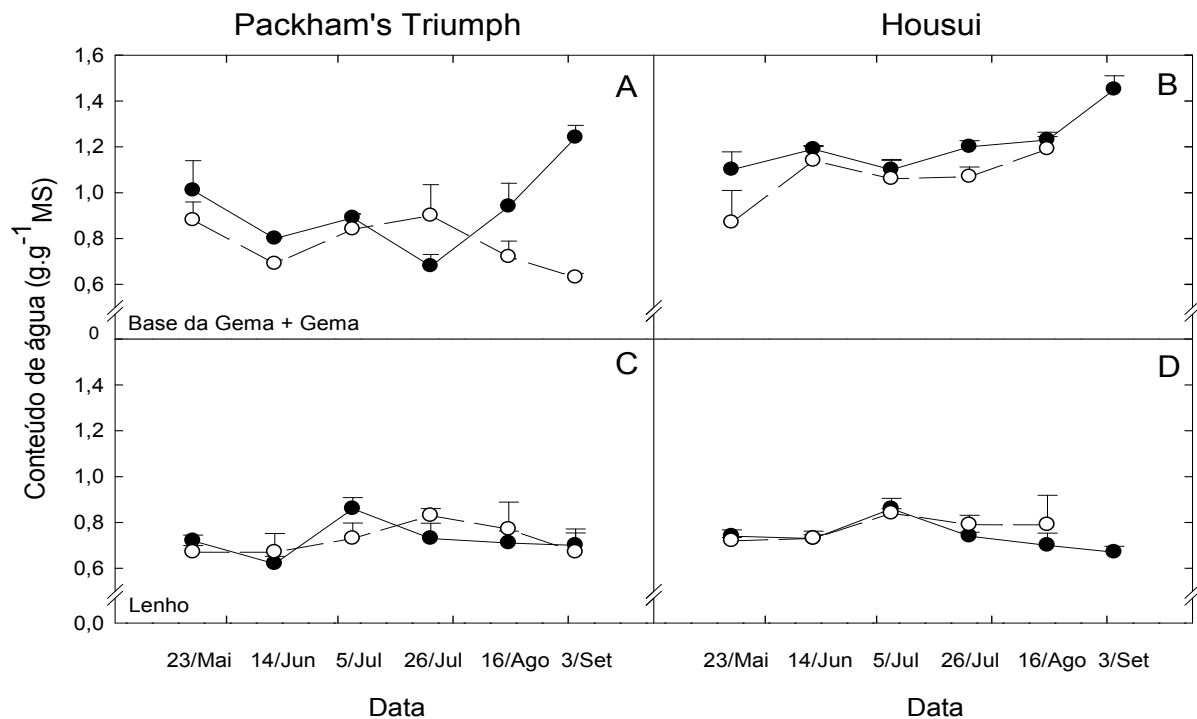 Packham's Triumph
Housui
Conteúdo de água (g.g⁻¹ MS)
1,6
1,4
1,2
1,0
0,8
0,6
0
A
Base da Gema + Gema
B
1,4
1,2
1,0
0,8
0,6
0,0
C
Lenho
D
23/Mai 14/Jun 5/Jul 26/Jul 16/Ago 3/Set
23/Mai 14/Jun 5/Jul 26/Jul 16/Ago 3/Set
Data
Data